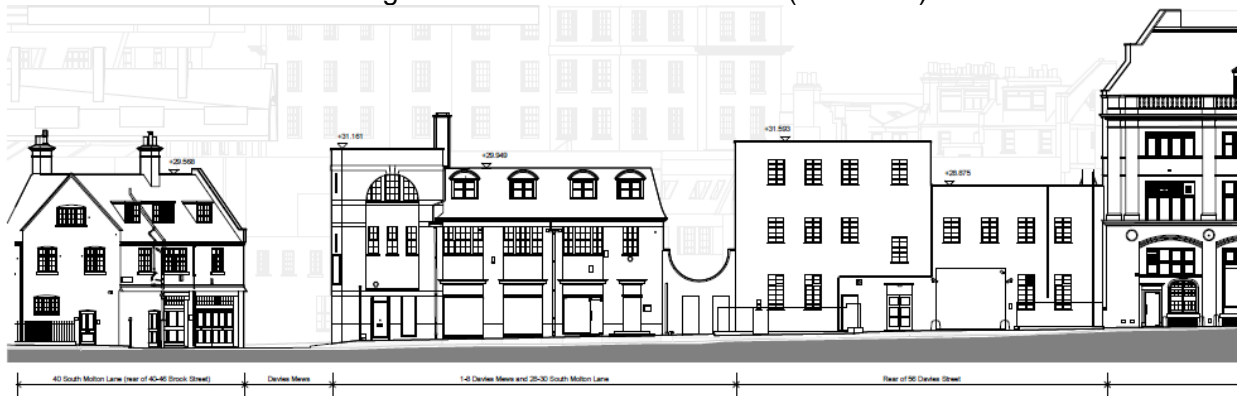 +31.593
+31.161
+29.949
+29.568
+28.875
40 South Molton Lane (rear of 40-46 Brook Street)
Davies Mews
1-8 Davies Mews and 28-30 South Molton Lane
Rear of 56 Davies Street